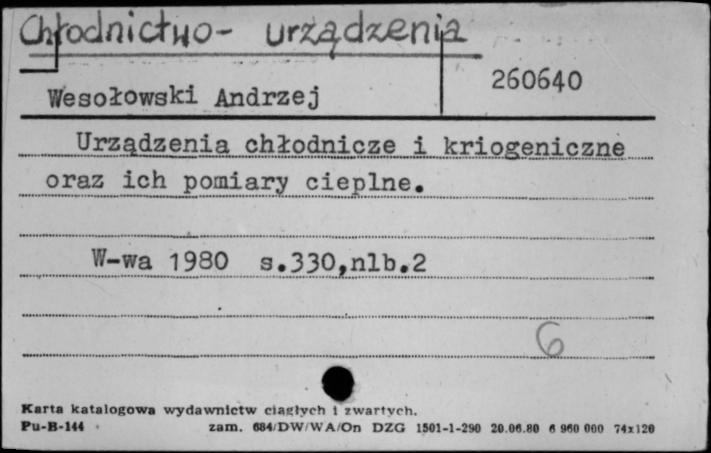 Chłodnictwo- urządzenia
260640
Wesołowski Andrzej
Urządzenia chłodnicze i kriogeniczne
oraz ich pomiary cieplne.
W-wa 1980 s.330,nlb.2
6
Karta katalogowa wydawnictw ciągłych i zwartych.
Pu-B-144 zam. 684/DW/WA/On DZG 1501-1-290 20.06.80 6 960 000 74x120